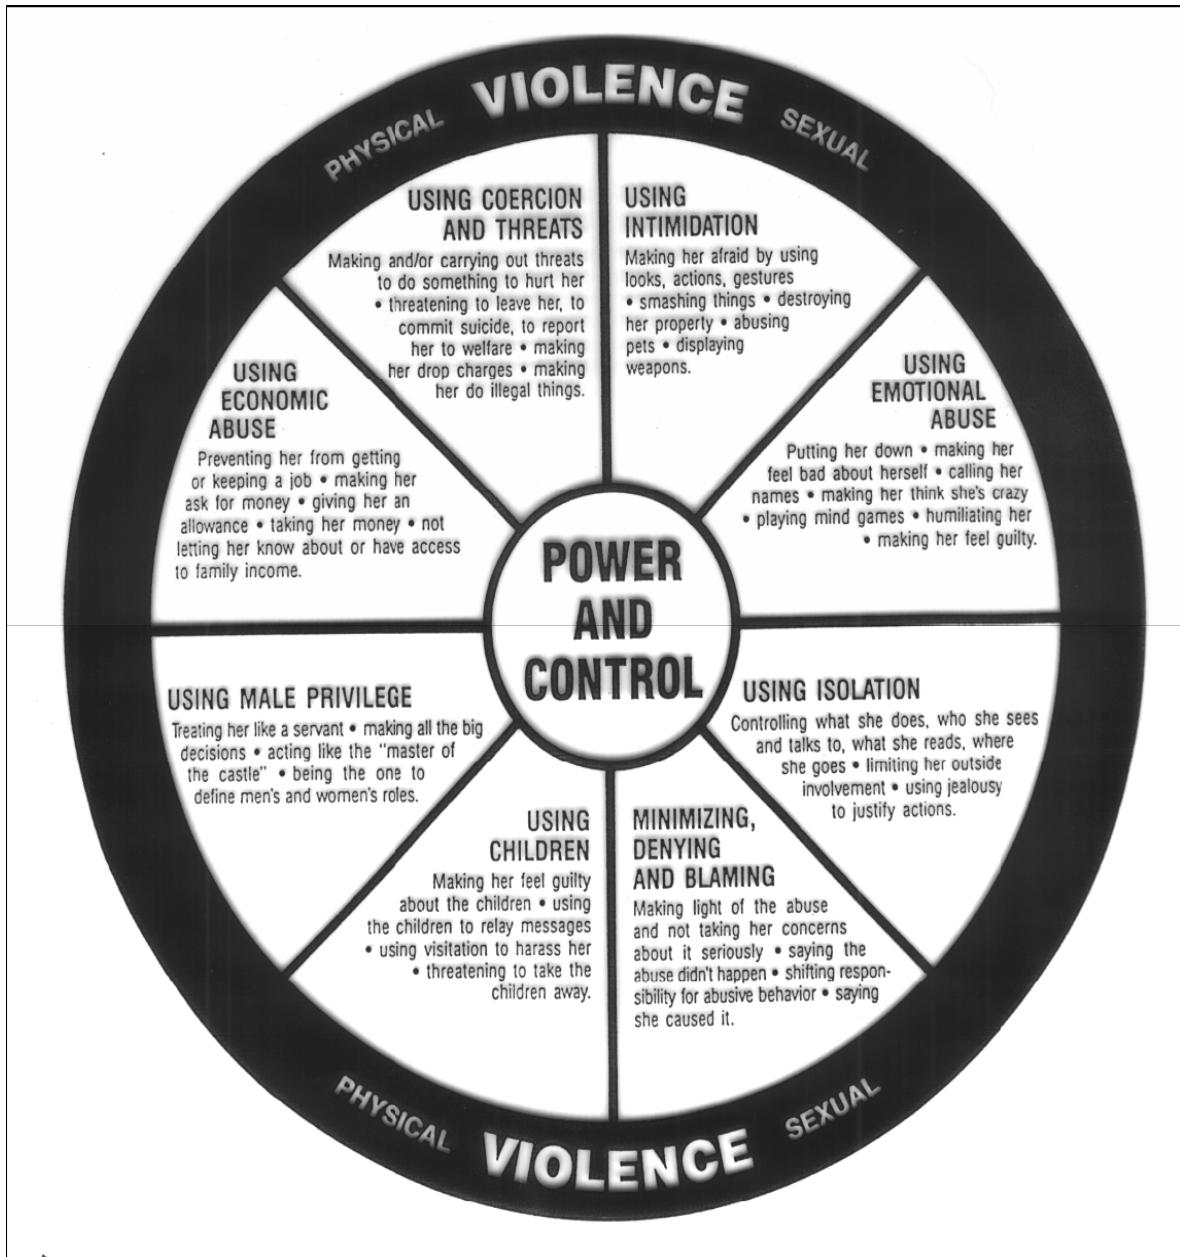 PHYSICAL VIOLENCE SEXUAL
USING COERCION
AND THREATS
Making and/or carrying out threats
to do something to hurt her
• threatening to leave her, to
commit suicide, to report
her to welfare • making
her drop charges • making
her do illegal things.
USING
INTIMIDATION
Making her afraid by using
looks, actions, gestures
• smashing things • destroying
her property • abusing
pets • displaying
weapons.
USING
EMOTIONAL
ABUSE
Putting her down • making her
feel bad about herself • calling her
names • making her think she's crazy
• playing mind games • humiliating her
• making her feel guilty.
USING ISOLATION
Controlling what she does, who she sees
and talks to, what she reads, where
she goes • limiting her outside
involvement • using jealousy
to justify actions.
MINIMIZING,
DENYING
AND BLAMING
Making light of the abuse
and not taking her concerns
about it seriously • saying the
abuse didn't happen • shifting respon-
sibility for abusive behavior • saying
she caused it.
USING
CHILDREN
Making her feel guilty
about the children • using
the children to relay messages
• using visitation to harass her
• threatening to take the
children away.
USING MALE PRIVILEGE
Treating her like a servant • making all the big
decisions • acting like the "master of
the castle" • being the one to
define men's and women's roles.
USING
ECONOMIC
ABUSE
Preventing her from getting
or keeping a job • making her
ask for money • giving her an
allowance • taking her money • not
letting her know about or have access
to family income.
POWER
AND
CONTROL
PHYSICAL VIOLENCE SEXUAL